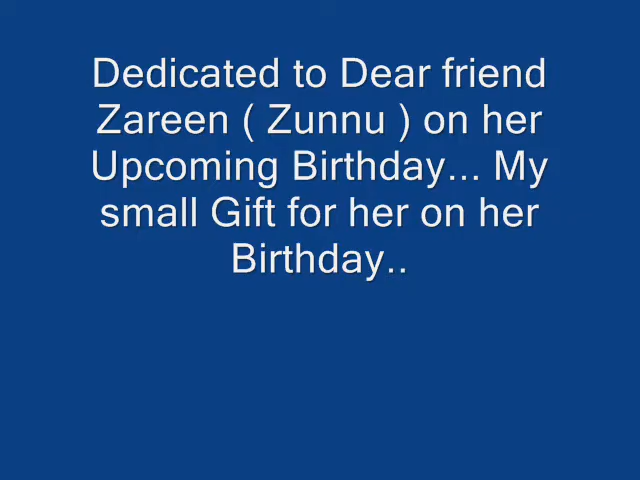 Dedicated to Dear friend
Zareen ( Zunnu ) on her
Upcoming Birthday... My
small Gift for her on her
Birthday..